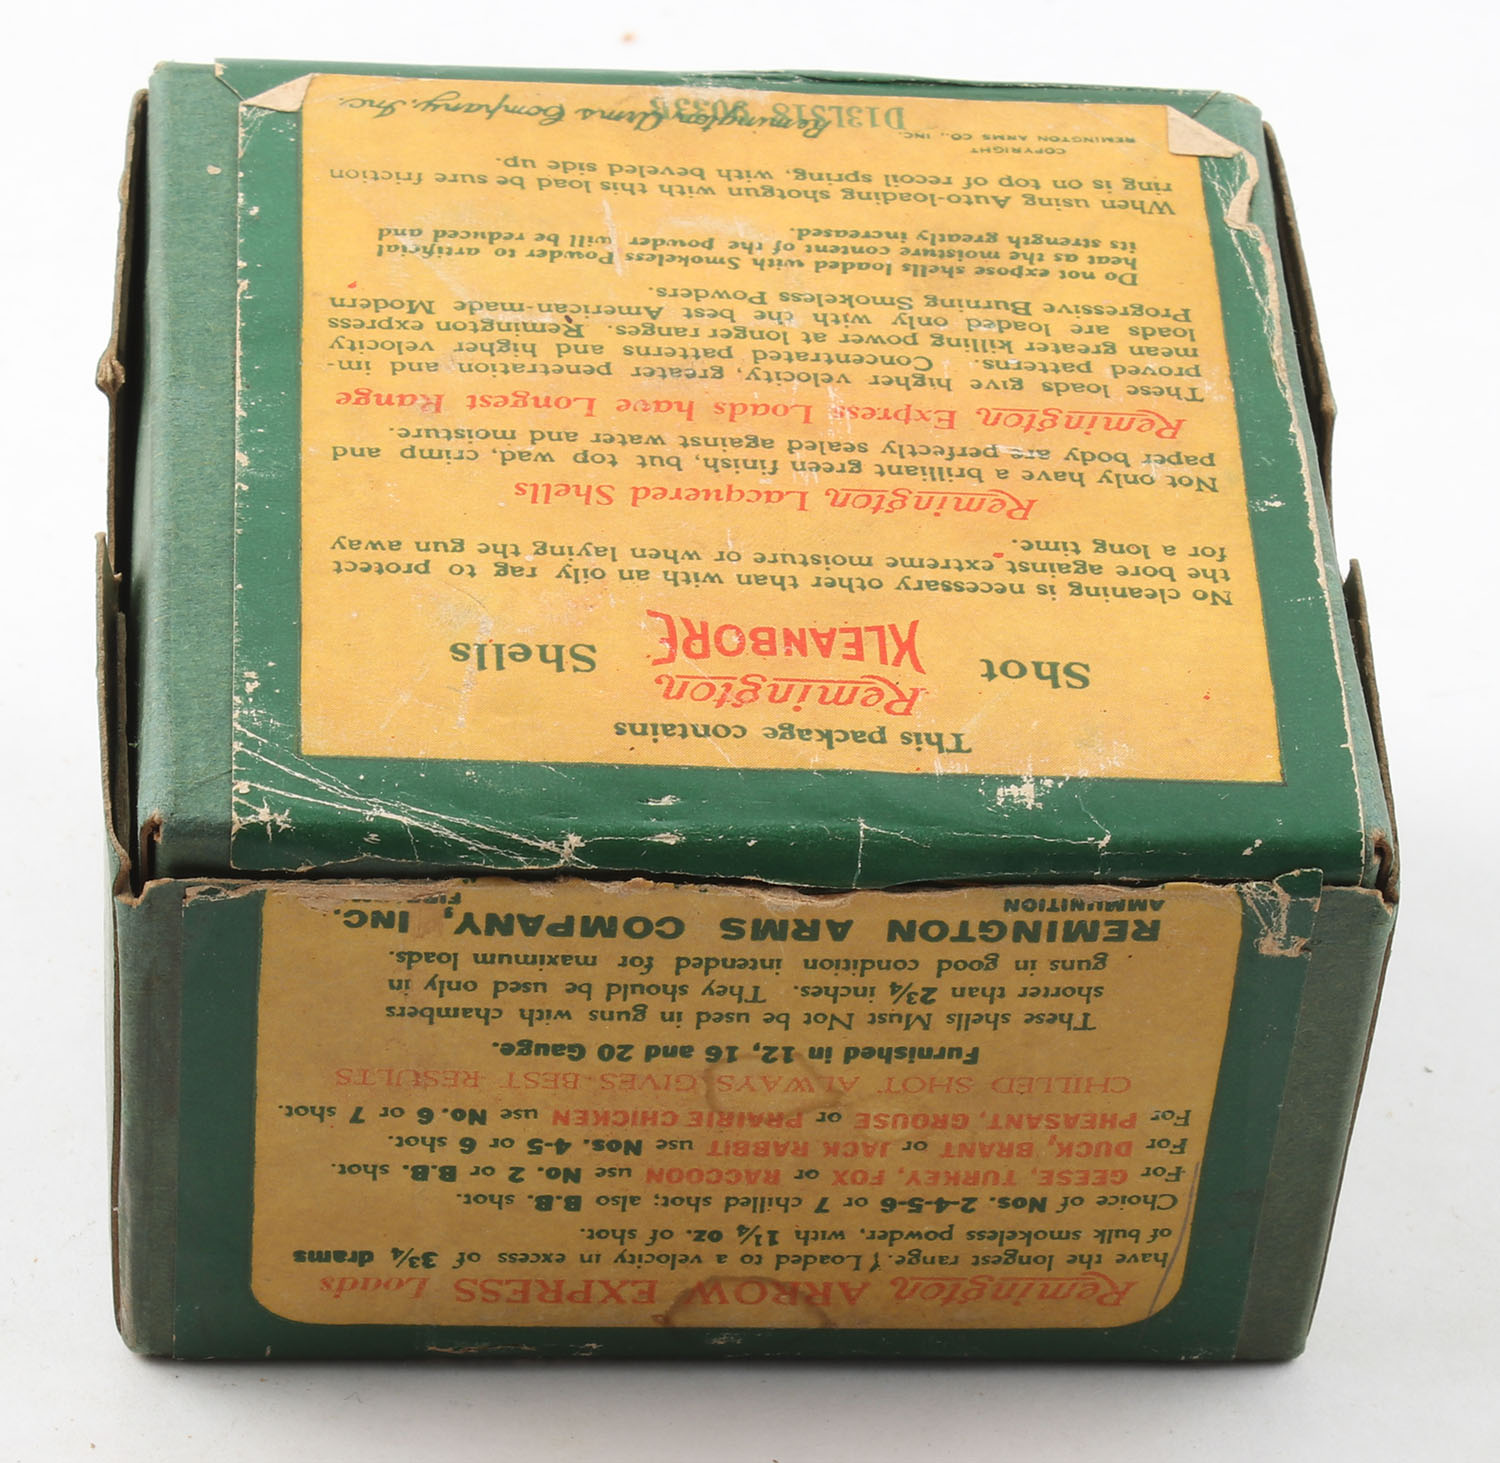 This package contains
Remington
Shot KLEANBORE Shells
No cleaning is necessary other than with an oily rag to protect
the bore against extreme moisture or when laying the gun away
for a long time.
Remington Lacquered Shells
Not only have a brilliant green finish, but top wad, crimp and
paper body are perfectly sealed against water and moisture.
Remington Express Loads have Longest Range
These loads give higher velocity, greater penetration and im-
proved patterns. Concentrated patterns and higher velocity
mean greater killing power at longer ranges. Remington express
loads are loaded only with the best American-made Modern
Progressive Burning Smokeless Powders.
Do not expose shells loaded with Smokeless Powder to artificial
heat as the moisture content of the powder will be reduced and
its strength greatly increased.
When using Auto-loading shotgun with this load be sure friction
ring is on top of recoil spring, with beveled side up.
COPYRIGHT
REMINGTON ARMS CO., INC.
Remington Arms Company, Inc.
D13LS18 9033B
Remington ARROW EXPRESS Loads
have the longest range. Loaded to a velocity in excess of 3¾ drams
of bulk smokeless powder, with 1¼ oz. of shot.
Choice of Nos. 2-4-5-6 or 7 chilled shot; also B.B. shot.
For GEESE, TURKEY, FOX or RACCOON use No. 2 or B.B. shot.
For DUCK, BRANT or JACK RABBIT use Nos. 4-5 or 6 shot.
For PHEASANT, GROUSE or PRAIRIE CHICKEN use No. 6 or 7 shot.
CHILLED SHOT ALWAYS GIVES BEST RESULTS
Furnished in 12, 16 and 20 Gauge.
These shells Must Not be used in guns with chambers
shorter than 2¾ inches. They should be used only in
guns in good condition intended for maximum loads.
REMINGTON ARMS COMPANY, INC.
AMMUNITION